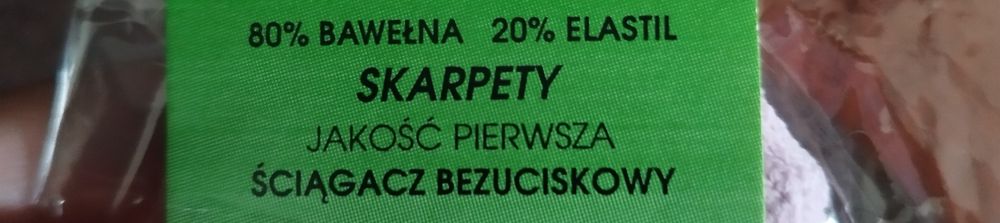 80% BAWEŁNA 20% ELASTIL
SKARPETY
JAKOŚĆ PIERWSZA
ŚCIĄGACZ BEZUCISKOWY